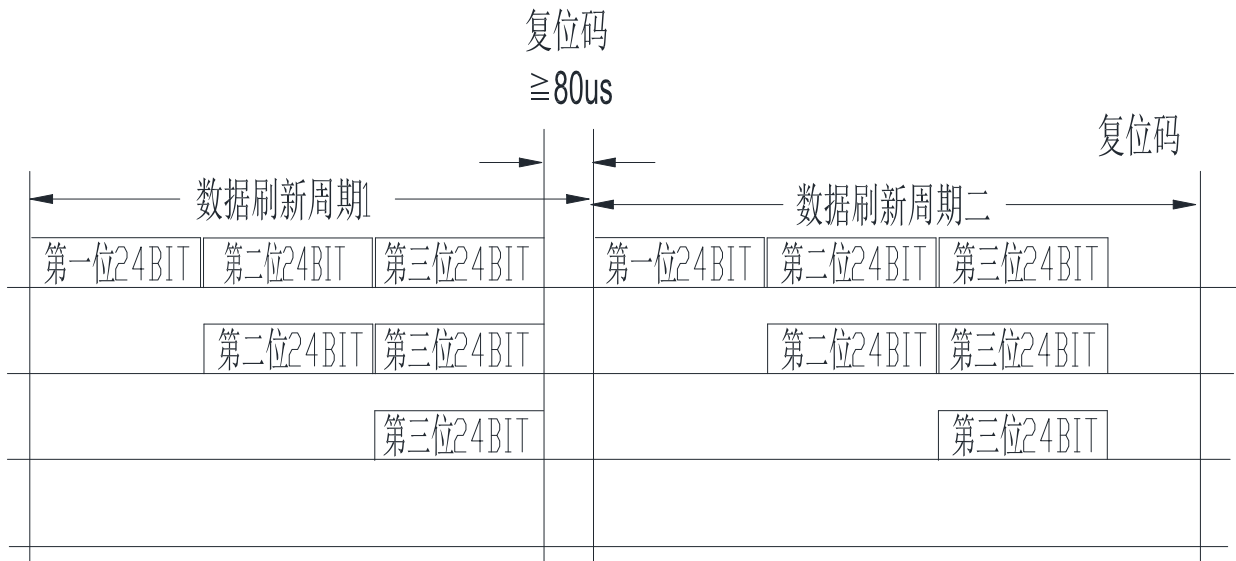 复位码
≧80us
复位码
数据刷新周期1
数据刷新周期二
第一位24BIT 第二位24BIT 第三位24BIT 第一位24BIT 第二位24BIT 第三位24BIT
第二位24BIT 第三位24BIT 第二位24BIT 第三位24BIT
第三位24BIT 第三位24BIT